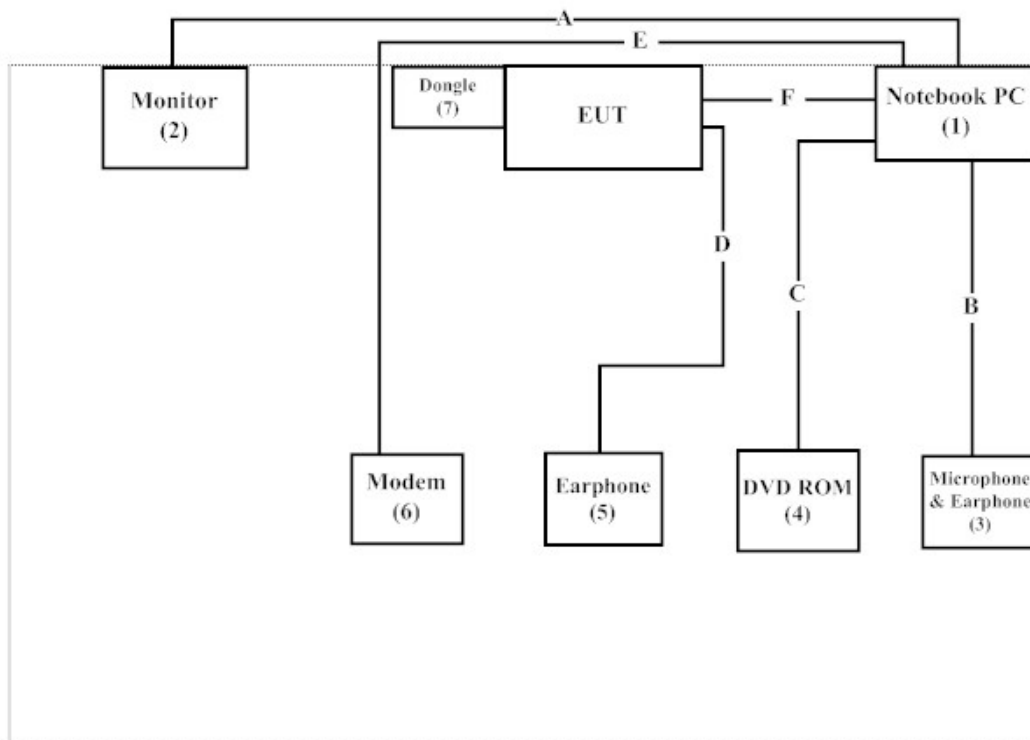 A
E
Monitor
(2)
Dongle
(7)
EUT
F
Notebook PC
(1)
D
C
B
Modem
(6)
Earphone
(5)
DVD ROM
(4)
Microphone
& Earphone
(3)